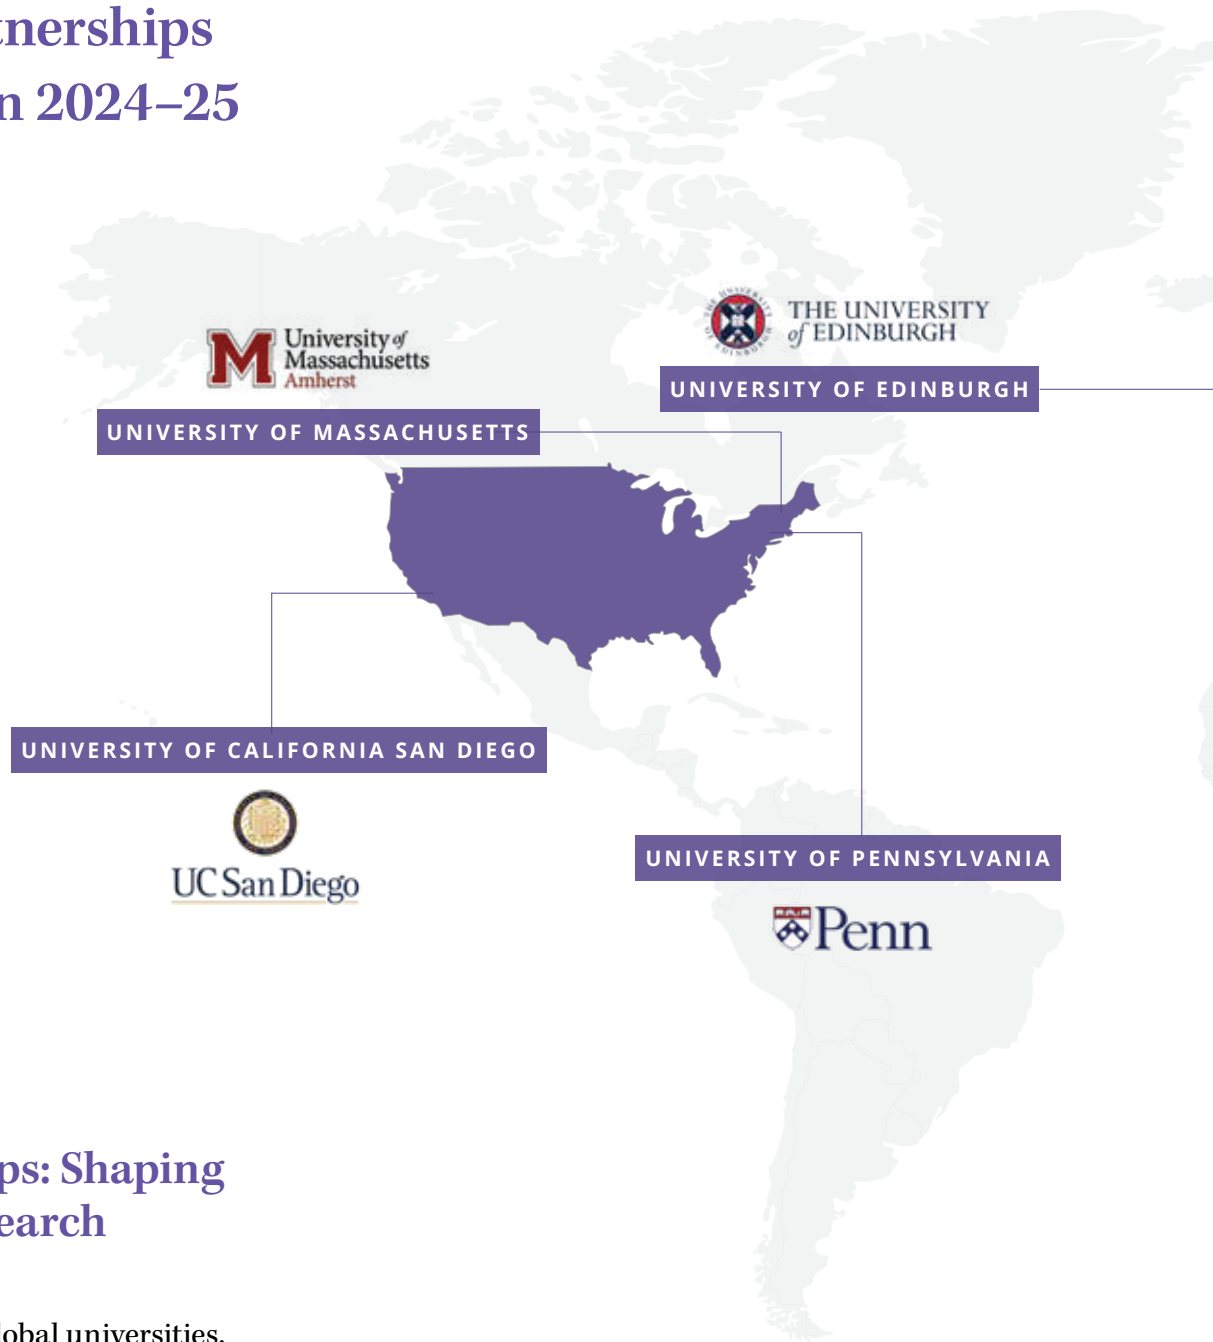 tnerships
n 2024–25
THE UNIVERSITY
of EDINBURGH
UNIVERSITY OF EDINBURGH
University of
Massachusetts
Amherst
UNIVERSITY OF MASSACHUSETTS
UNIVERSITY OF CALIFORNIA SAN DIEGO
UC San Diego
UNIVERSITY OF PENNSYLVANIA
Penn
ps: Shaping
earch
lobal universities,